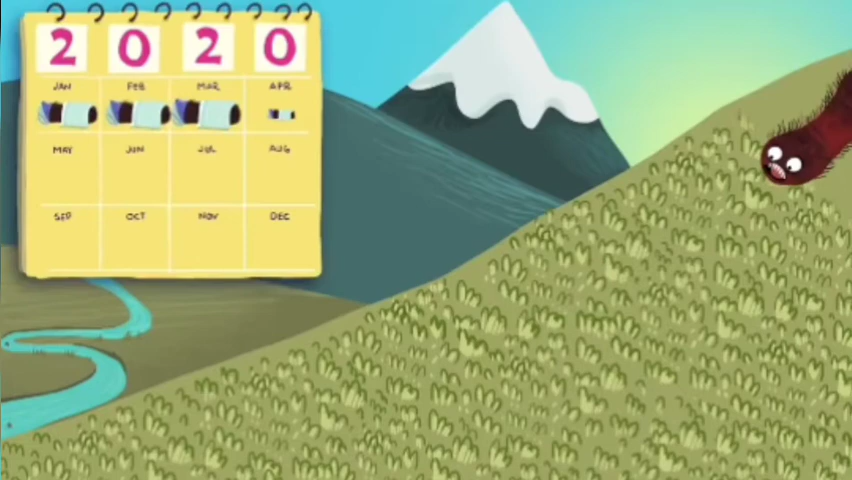 2020
JAN FEB MAR APR
MAY JUN JUL AUG
SEP OCT NOV DEC